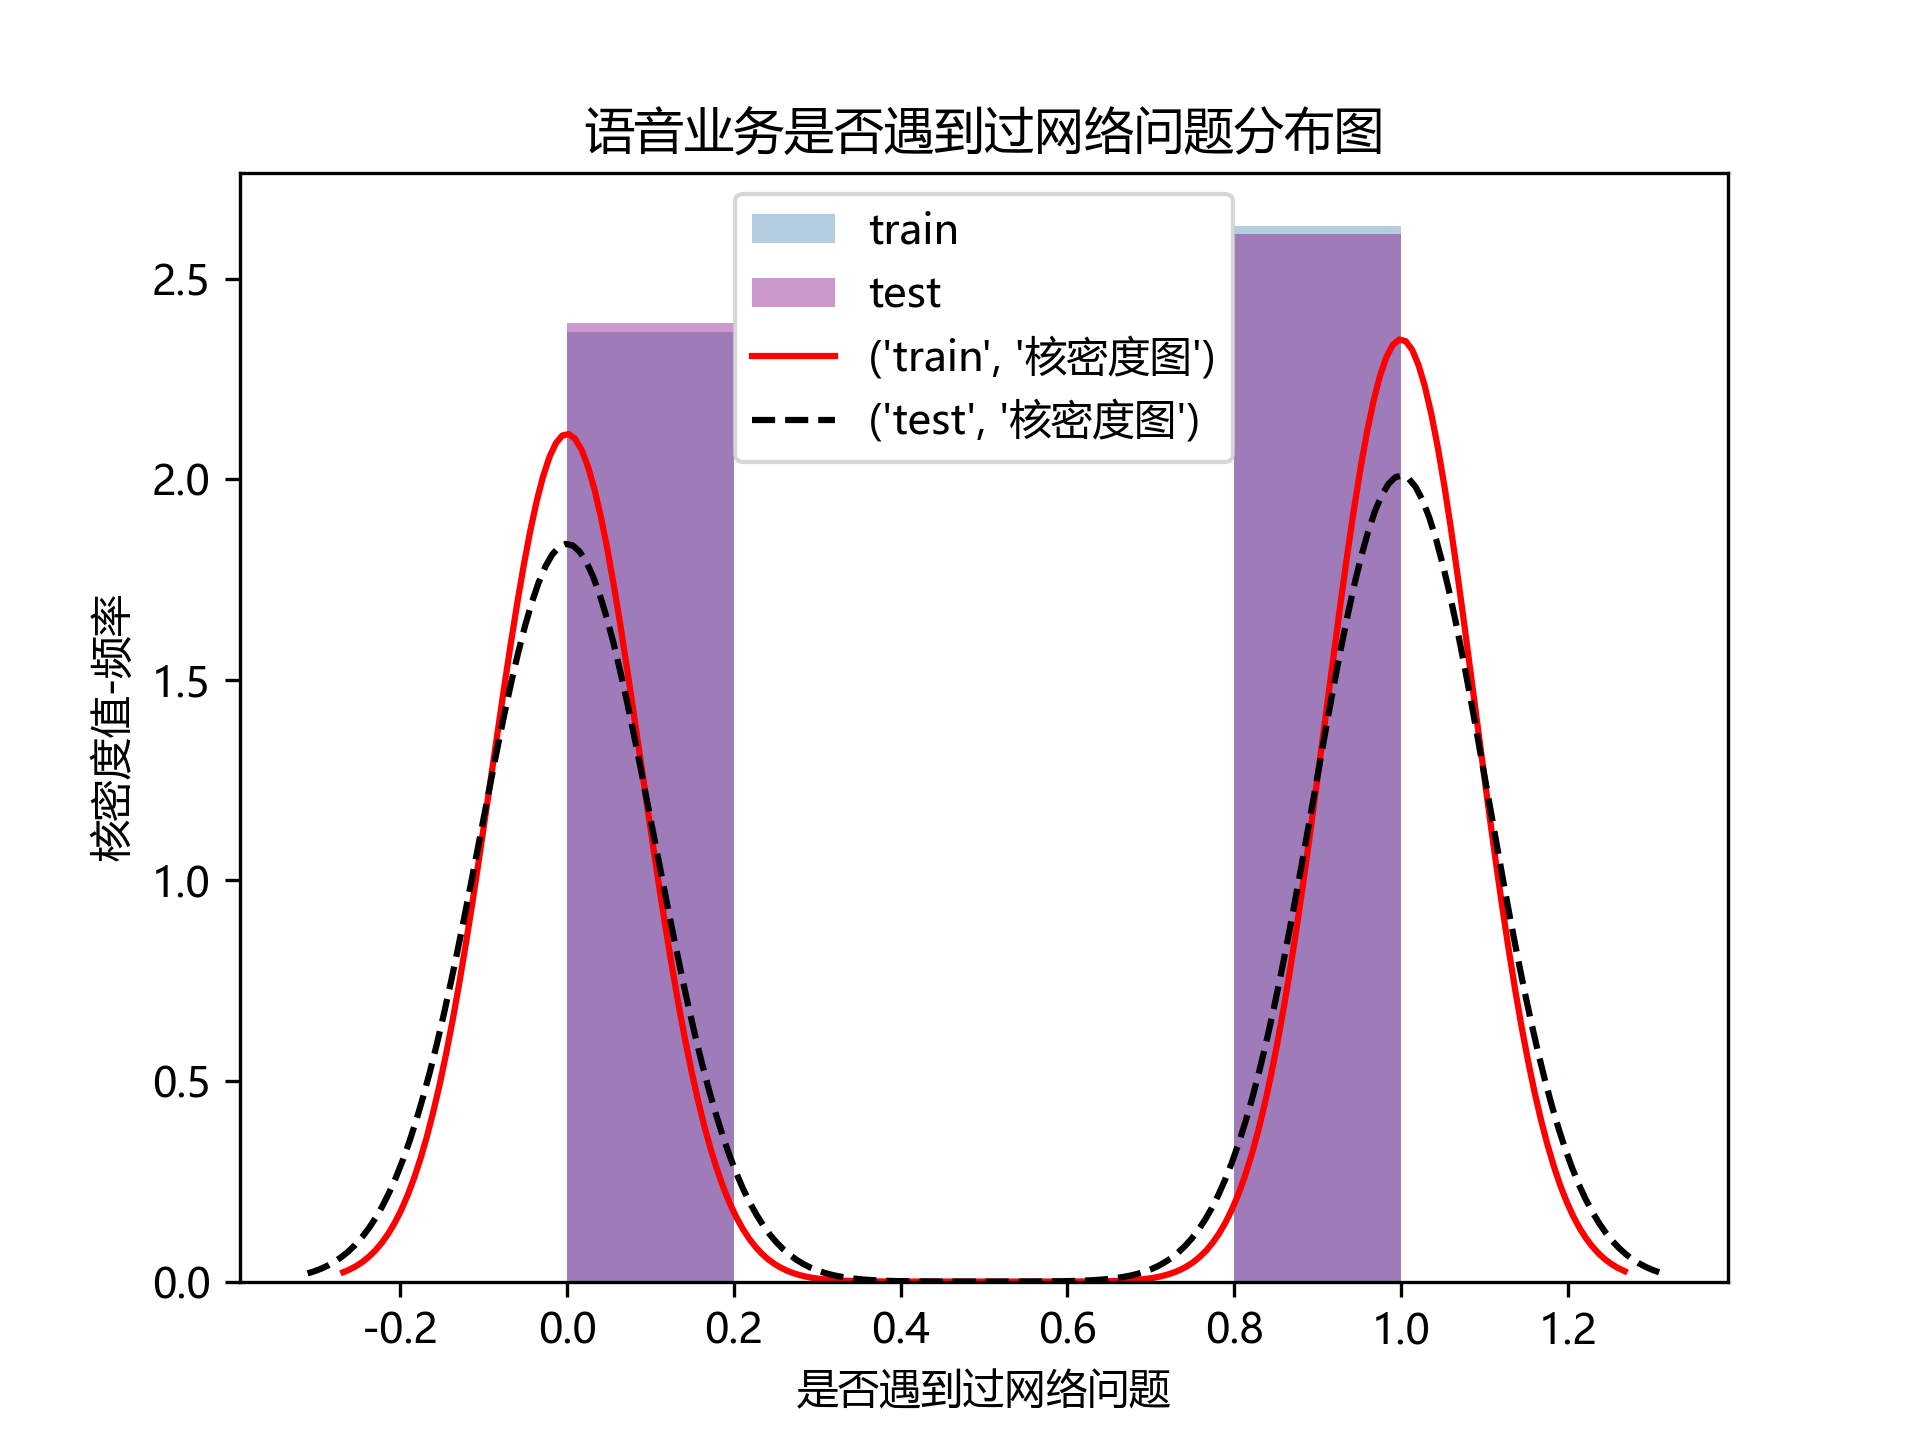 语音业务是否遇到过网络问题分布图
train
test
('train', '核密度图')
('test', '核密度图')
核密度值-频率
2.5
2.0
1.5
1.0
0.5
0.0
-0.2 0.0 0.2 0.4 0.6 0.8 1.0 1.2
是否遇到过网络问题